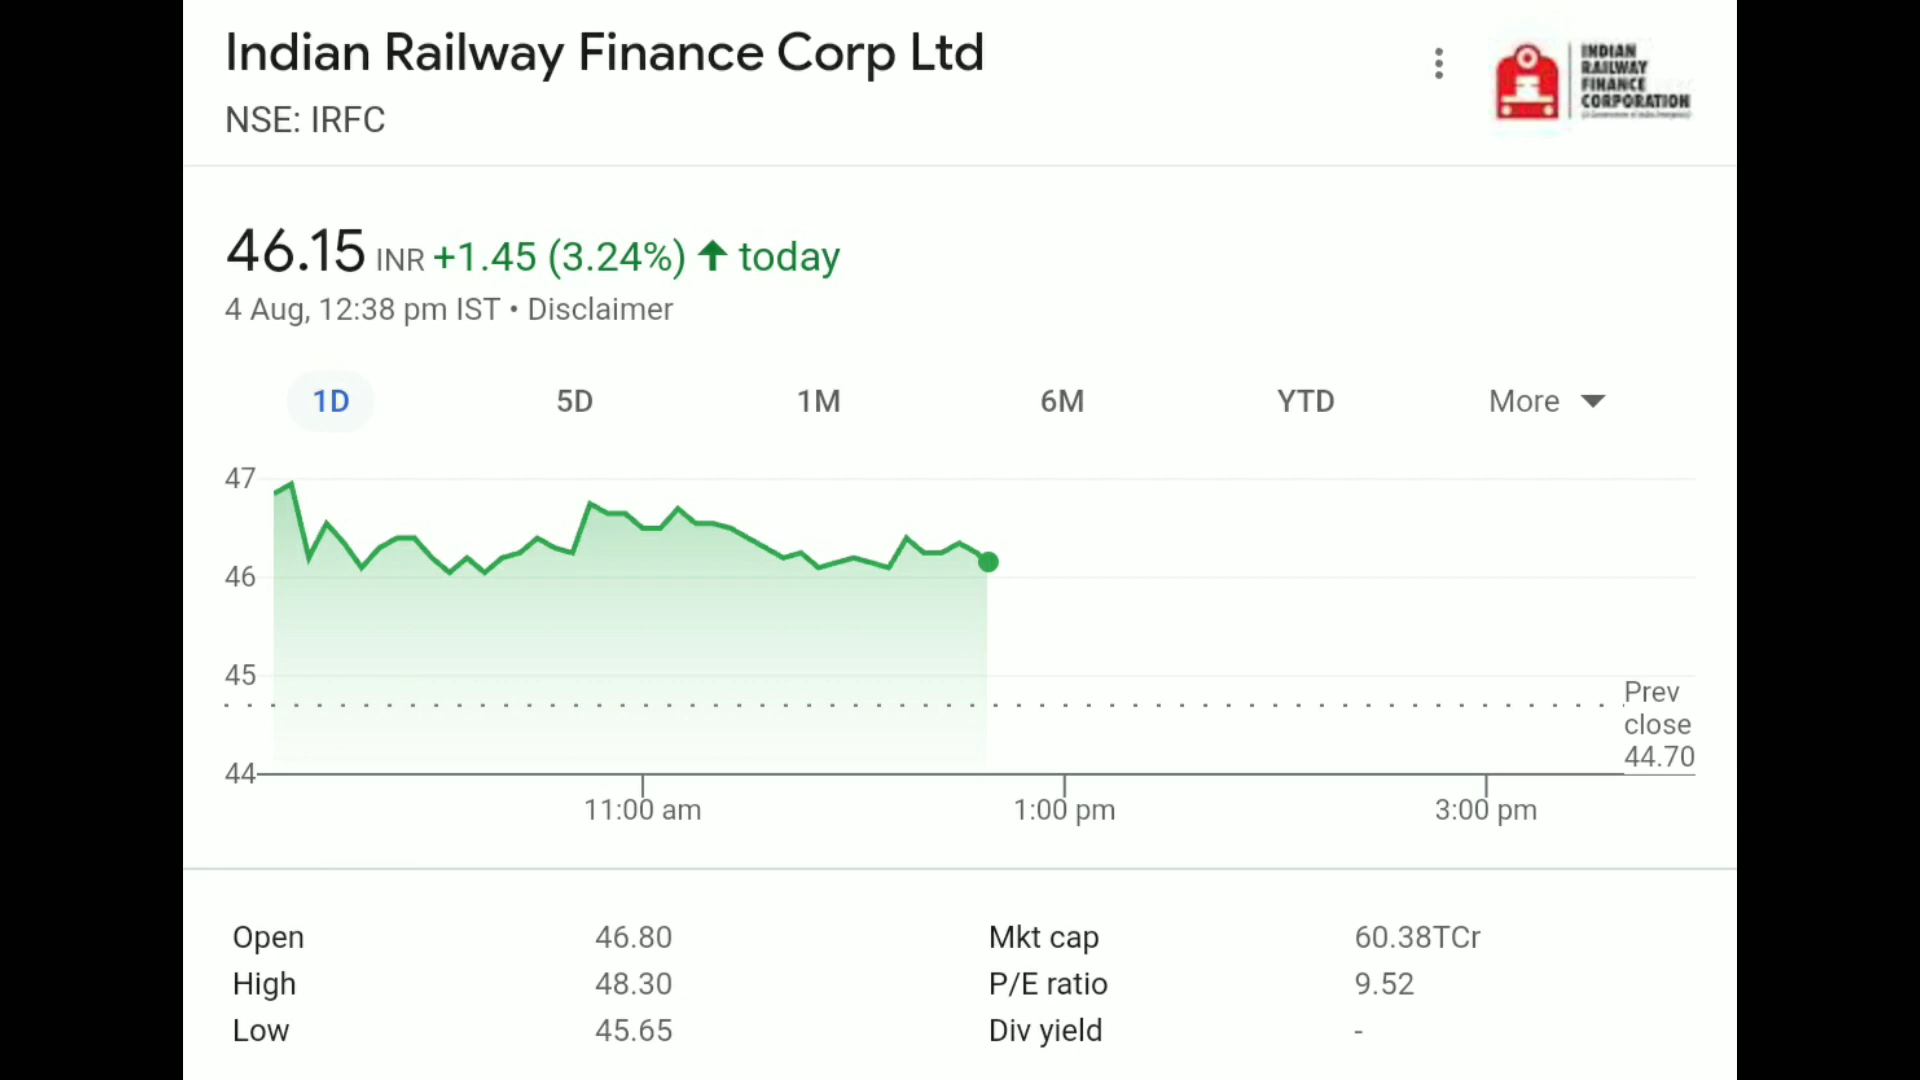 Indian Railway Finance Corp Ltd
NSE: IRFC
INDIAN
RAILWAY
FINANCE
CORPORATION
46.15 INR +1.45 (3.24%) ↑ today
4 Aug, 12:38 pm IST • Disclaimer
1D 5D 1M 6M YTD More
47
46
45
44
Prev
close
44.70
11:00 am 1:00 pm 3:00 pm
Open 46.80 Mkt cap 60.38TCr
High 48.30 P/E ratio 9.52
Low 45.65 Div yield -